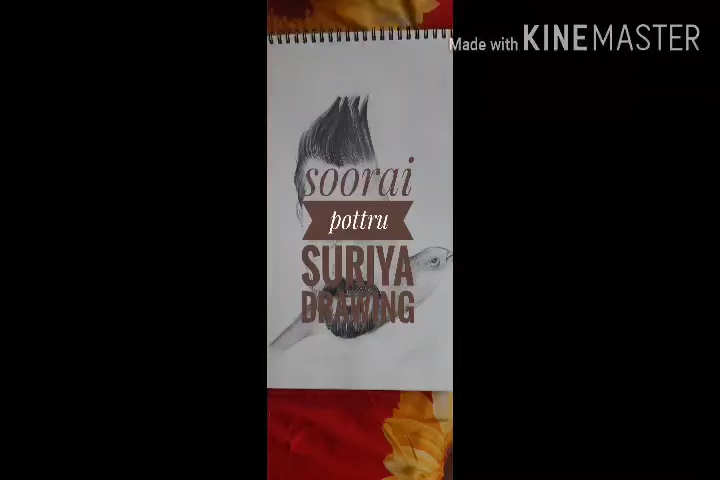 Made with KINEMASTER
soorai
pottru
SURIYA
DRAWING